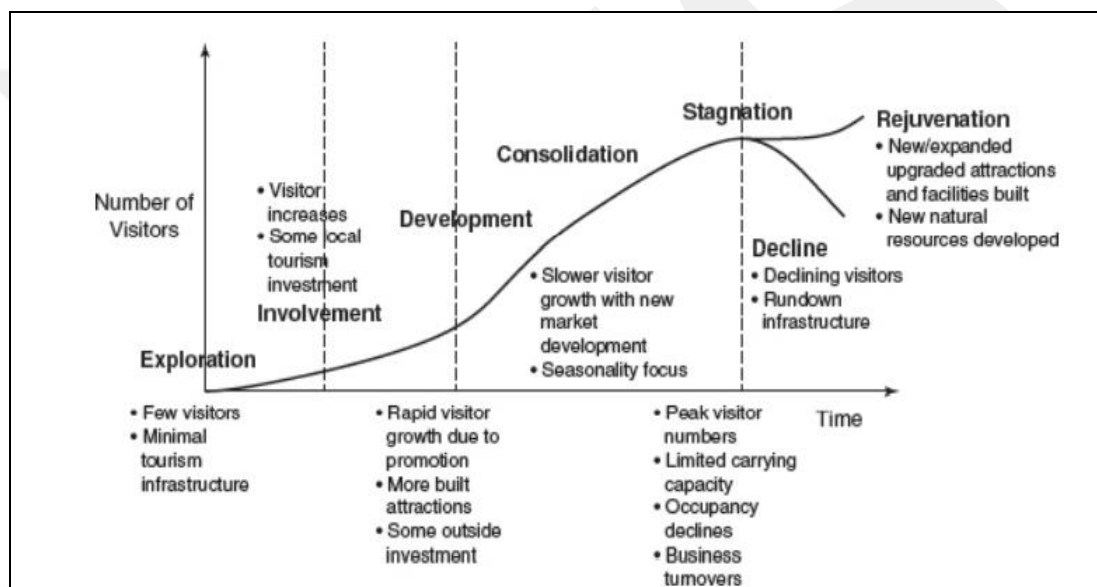 Number of
Visitors
Exploration
• Few visitors
• Minimal
tourism
infrastructure
• Visitor
increases
• Some local
tourism
investment
Involvement
Development
• Rapid visitor
growth due to
promotion
• More built
attractions
• Some outside
investment
Consolidation
• Slower visitor
growth with new
market
development
• Seasonality focus
Stagnation
• Peak visitor
numbers
• Limited carrying
capacity
• Occupancy
declines
• Business
turnovers
Decline
• Declining visitors
• Rundown
infrastructure
Rejuvenation
• New/expanded
upgraded attractions
and facilities built
• New natural
resources developed
Time